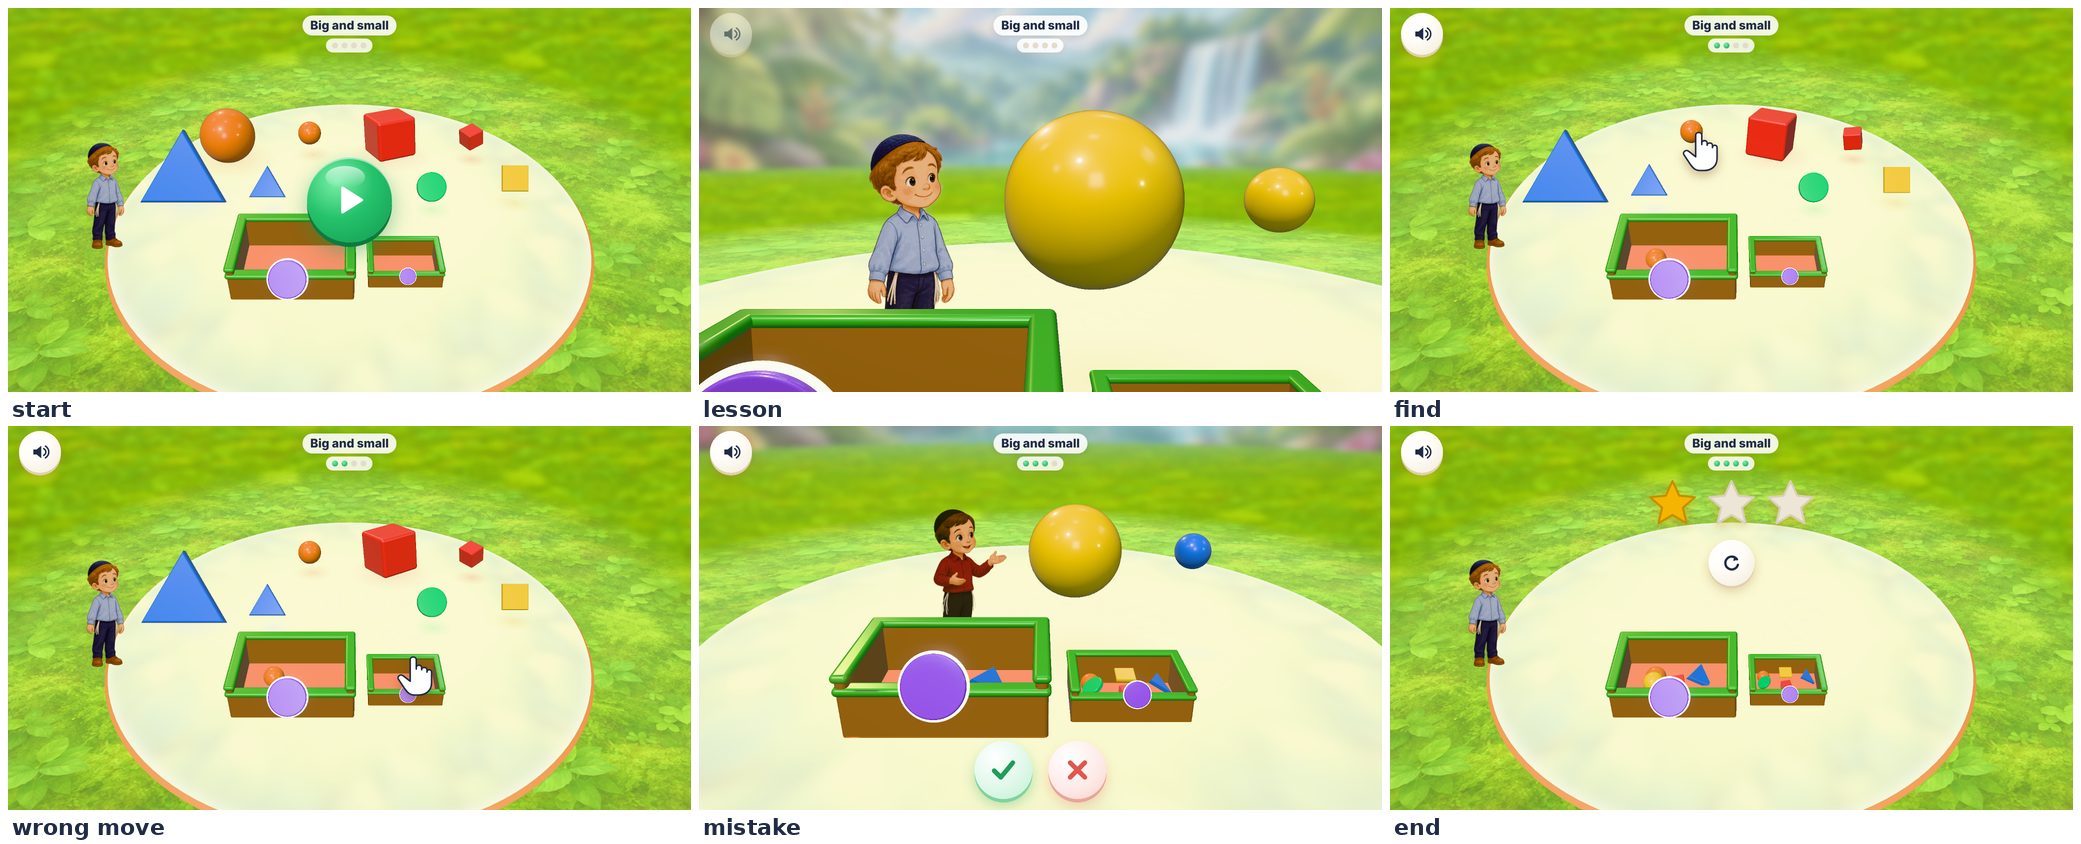 Big and small
Big and small
Big and small
start
lesson
find
Big and small
Big and small
Big and small
wrong move
mistake
end